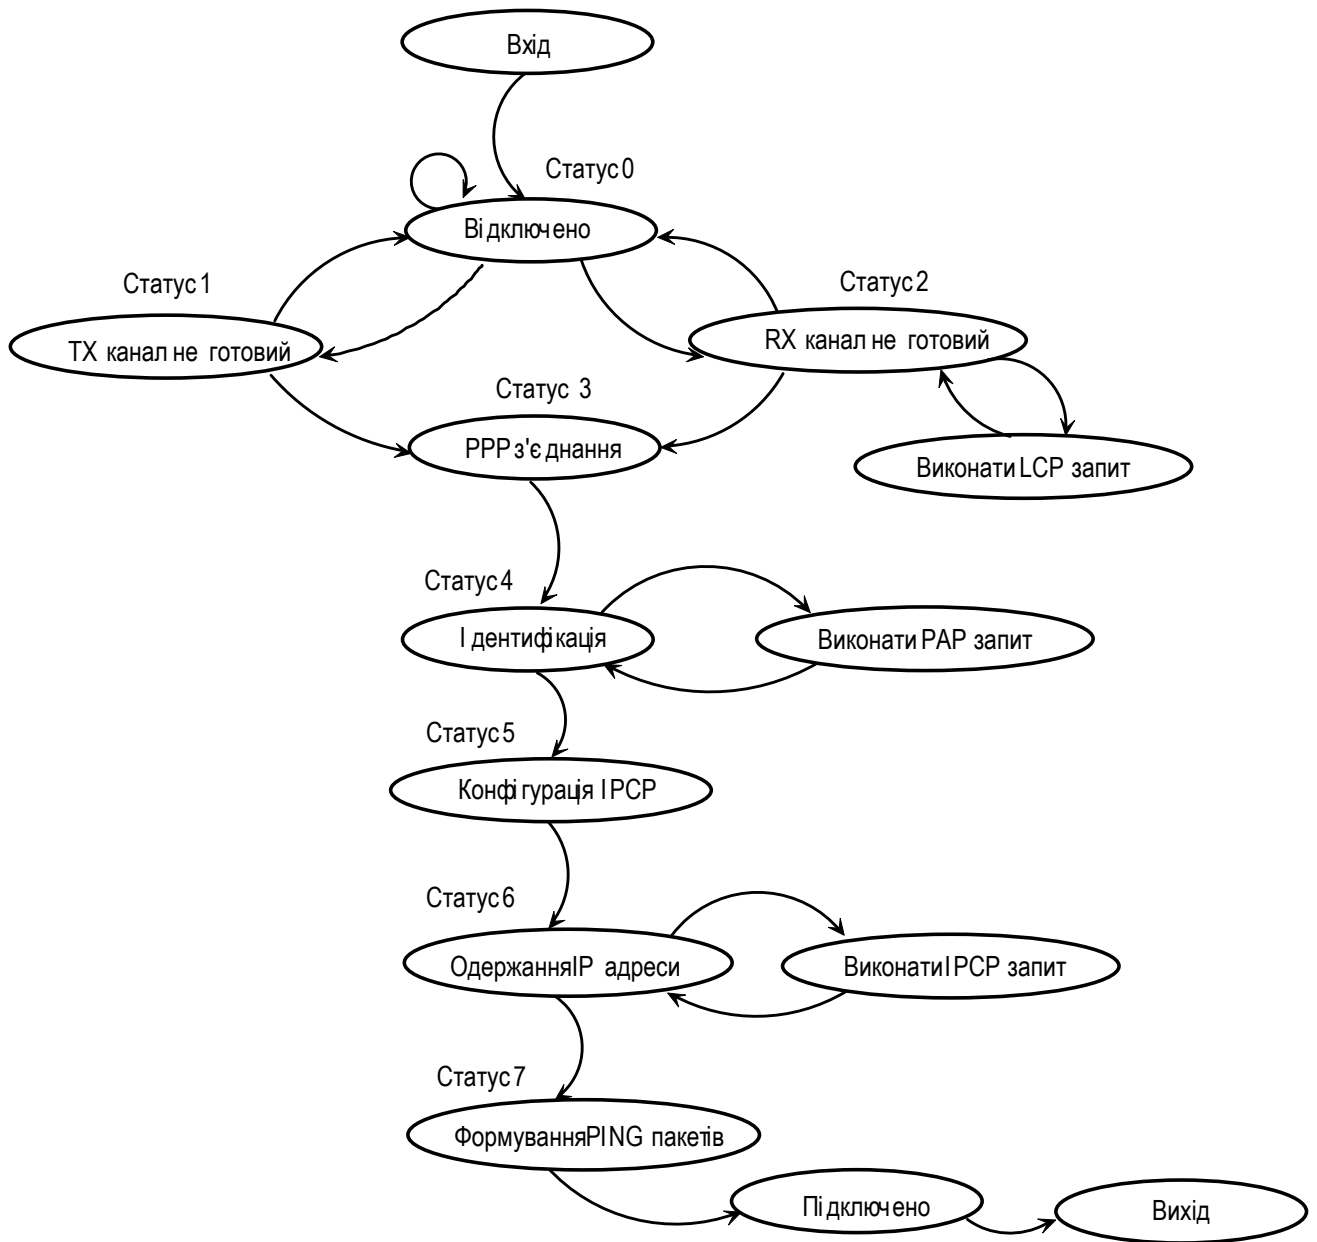 Вхід
Статус 0
Відключено
Статус 1
Статус 2
TX канал не готовий
RX канал не готовий
Статус 3
PPP з'єднання
Виконати LCP запит
Статус 4
Ідентифікація
Виконати PAP запит
Статус 5
Конфігурація IPCP
Статус 6
Одержання IP адреси
Виконати IPCP запит
Статус 7
Формування PING пакетів
Підключено
Вихід